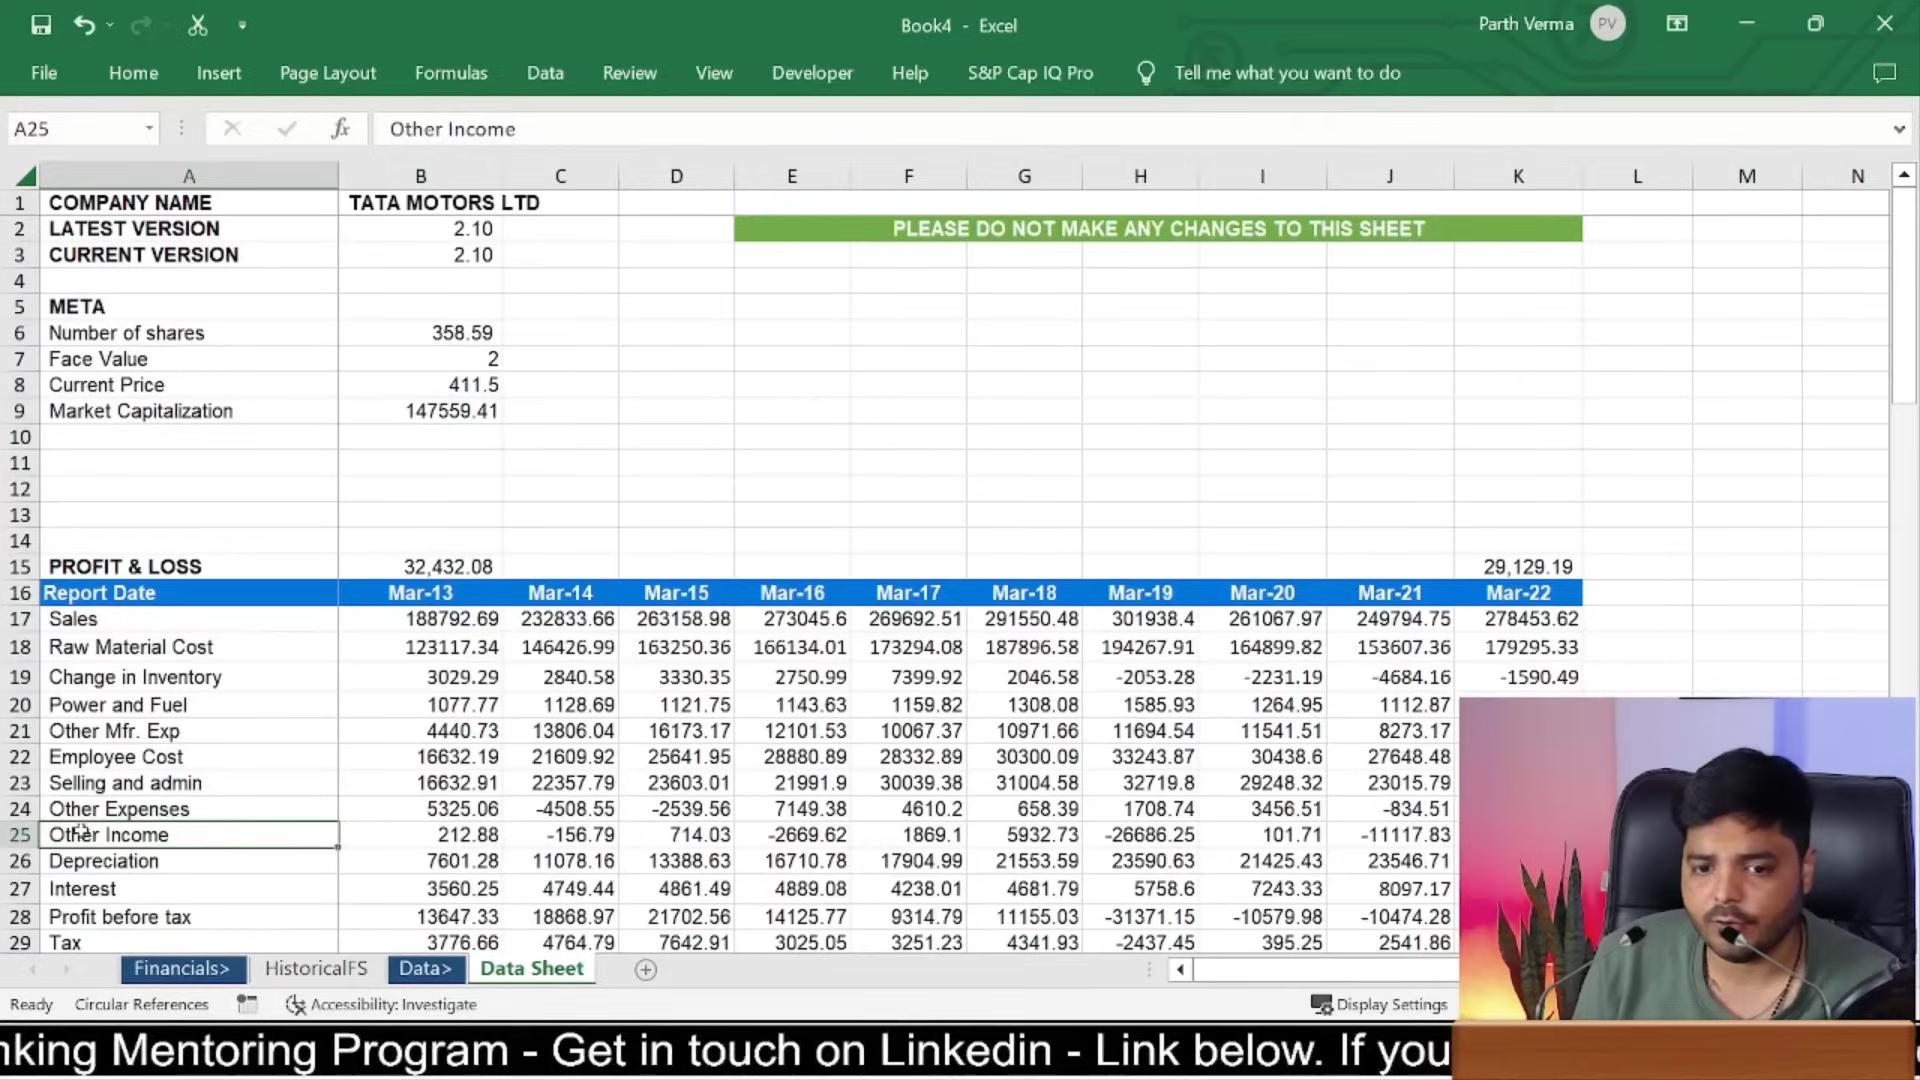 Book4 - Excel
Parth Verma PV
File Home Insert Page Layout Formulas Data Review View Developer Help S&P Cap IQ Pro Tell me what you want to do
A25 fx Other Income
A B C D E F G H I J K L M N
1 COMPANY NAME TATA MOTORS LTD
2 LATEST VERSION 2.10 PLEASE DO NOT MAKE ANY CHANGES TO THIS SHEET
3 CURRENT VERSION 2.10
4
5 META
6 Number of shares 358.59
7 Face Value 2
8 Current Price 411.5
9 Market Capitalization 147559.41
10
11
12
13
14
15 PROFIT & LOSS 32,432.08 29,129.19
16 Report Date Mar-13 Mar-14 Mar-15 Mar-16 Mar-17 Mar-18 Mar-19 Mar-20 Mar-21 Mar-22
17 Sales 188792.69 232833.66 263158.98 273045.6 269692.51 291550.48 301938.4 261067.97 249794.75 278453.62
18 Raw Material Cost 123117.34 146426.99 163250.36 166134.01 173294.08 187896.58 194267.91 164899.82 153607.36 179295.33
19 Change in Inventory 3029.29 2840.58 3330.35 2750.99 7399.92 2046.58 -2053.28 -2231.19 -4684.16 -1590.49
20 Power and Fuel 1077.77 1128.69 1121.75 1143.63 1159.82 1308.08 1585.93 1264.95 1112.87
21 Other Mfr. Exp 4440.73 13806.04 16173.17 12101.53 10067.37 10971.66 11694.54 11541.51 8273.17
22 Employee Cost 16632.19 21609.92 25641.95 28880.89 28332.89 30300.09 33243.87 30438.6 27648.48
23 Selling and admin 16632.91 22357.79 23603.01 21991.9 30039.38 31004.58 32719.8 29248.32 23015.79
24 Other Expenses 5325.06 -4508.55 -2539.56 7149.38 4610.2 658.39 1708.74 3456.51 -834.51
25 Other Income 212.88 -156.79 714.03 -2669.62 1869.1 5932.73 -26686.25 101.71 -11117.83
26 Depreciation 7601.28 11078.16 13388.63 16710.78 17904.99 21553.59 23590.63 21425.43 23546.71
27 Interest 3560.25 4749.44 4861.49 4889.08 4238.01 4681.79 5758.6 7243.33 8097.17
28 Profit before tax 13647.33 18868.97 21702.56 14125.77 9314.79 11155.03 -31371.15 -10579.98 -10474.28
29 Tax 3776.66 4764.79 7642.91 3025.05 3251.23 4341.93 -2437.45 395.25 2541.86
Financials> HistoricalFS Data> Data Sheet
Ready Circular References Accessibility: Investigate Display Settings
nking Mentoring Program - Get in touch on Linkedin - Link below. If you